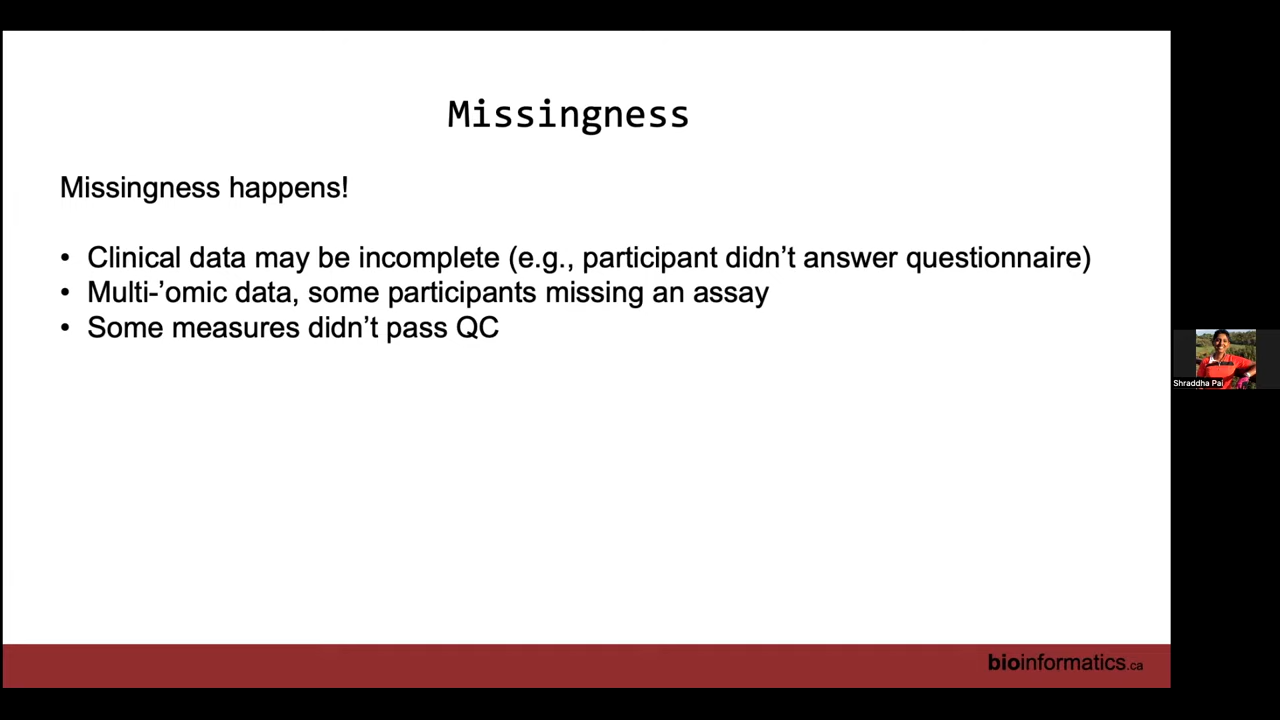 Missingness
Missingness happens!
• Clinical data may be incomplete (e.g., participant didn’t answer questionnaire)
• Multi-’omic data, some participants missing an assay
• Some measures didn’t pass QC
Shraddha Pai
bioinformatics.ca